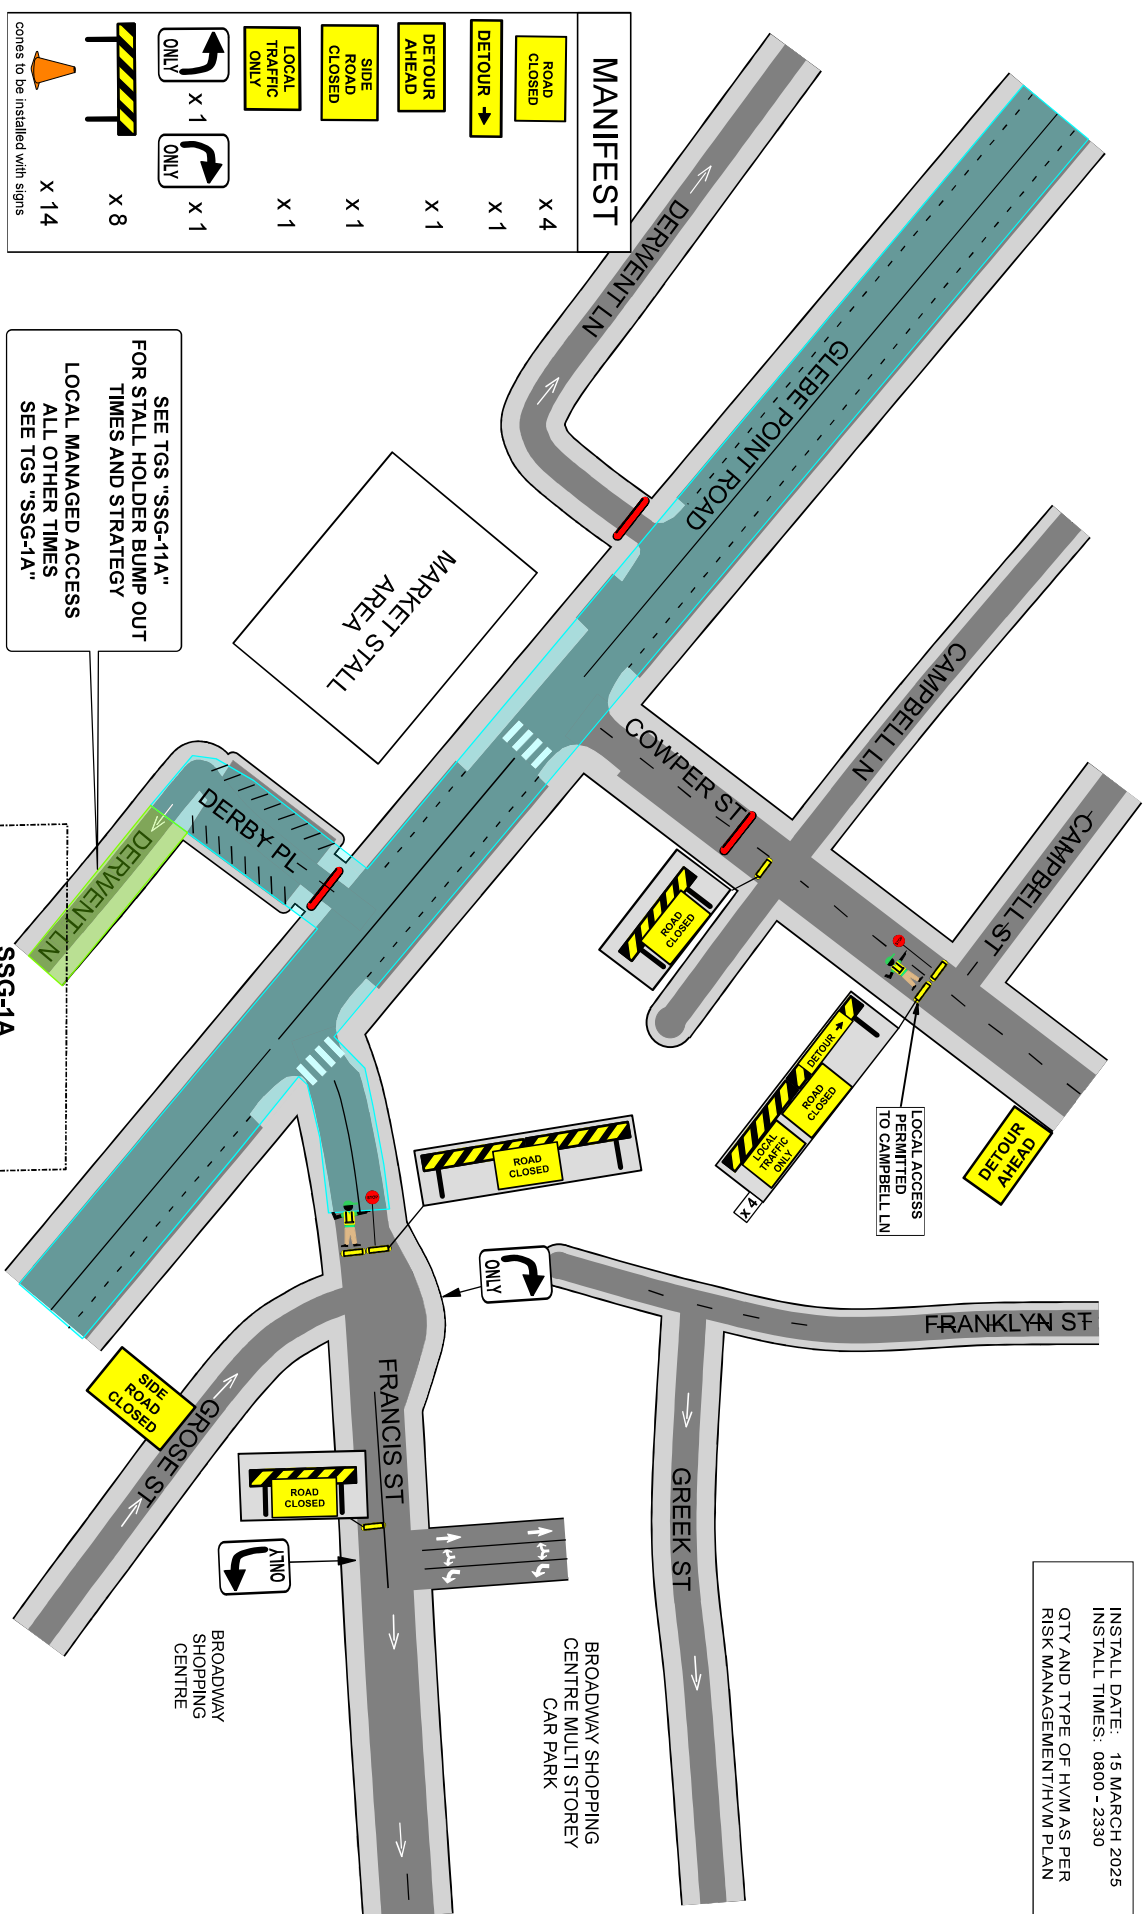 MANIFEST
ROAD
CLOSED
x 4
DETOUR
x 1
DETOUR
AHEAD
x 1
SIDE
ROAD
CLOSED
x 1
LOCAL
TRAFFIC
ONLY
x 1
ONLY
x 1
ONLY
x 1
x 8
x 14
cones to be installed with signs
INSTALL DATE: 15 MARCH 2025
INSTALL TIMES: 0800 - 2330
QTY AND TYPE OF HVM AS PER
RISK MANAGEMENT/HVM PLAN
DERWENT LN
GLEBE POINT ROAD
CAMPBELL LN
CAMPBELL ST
COWPER ST
MARKET STALL
AREA
ROAD
CLOSED
DETOUR
ROAD
CLOSED
LOCAL
TRAFFIC
ONLY
x 4
LOCAL ACCESS
PERMITTED
TO CAMPBELL LN
DETOUR
AHEAD
SEE TGS "SSG-11A"
FOR STALL HOLDER BUMP OUT
TIMES AND STRATEGY
LOCAL MANAGED ACCESS
ALL OTHER TIMES
SEE TGS "SSG-1A"
DERBY PL
DERWENT LN
SSG-1A
ROAD
CLOSED
ONLY
FRANKLYN ST
GREEK ST
FRANCIS ST
GROSE ST
SIDE
ROAD
CLOSED
ROAD
CLOSED
ONLY
BROADWAY
SHOPPING
CENTRE
BROADWAY SHOPPING
CENTRE MULTI STOREY
CAR PARK